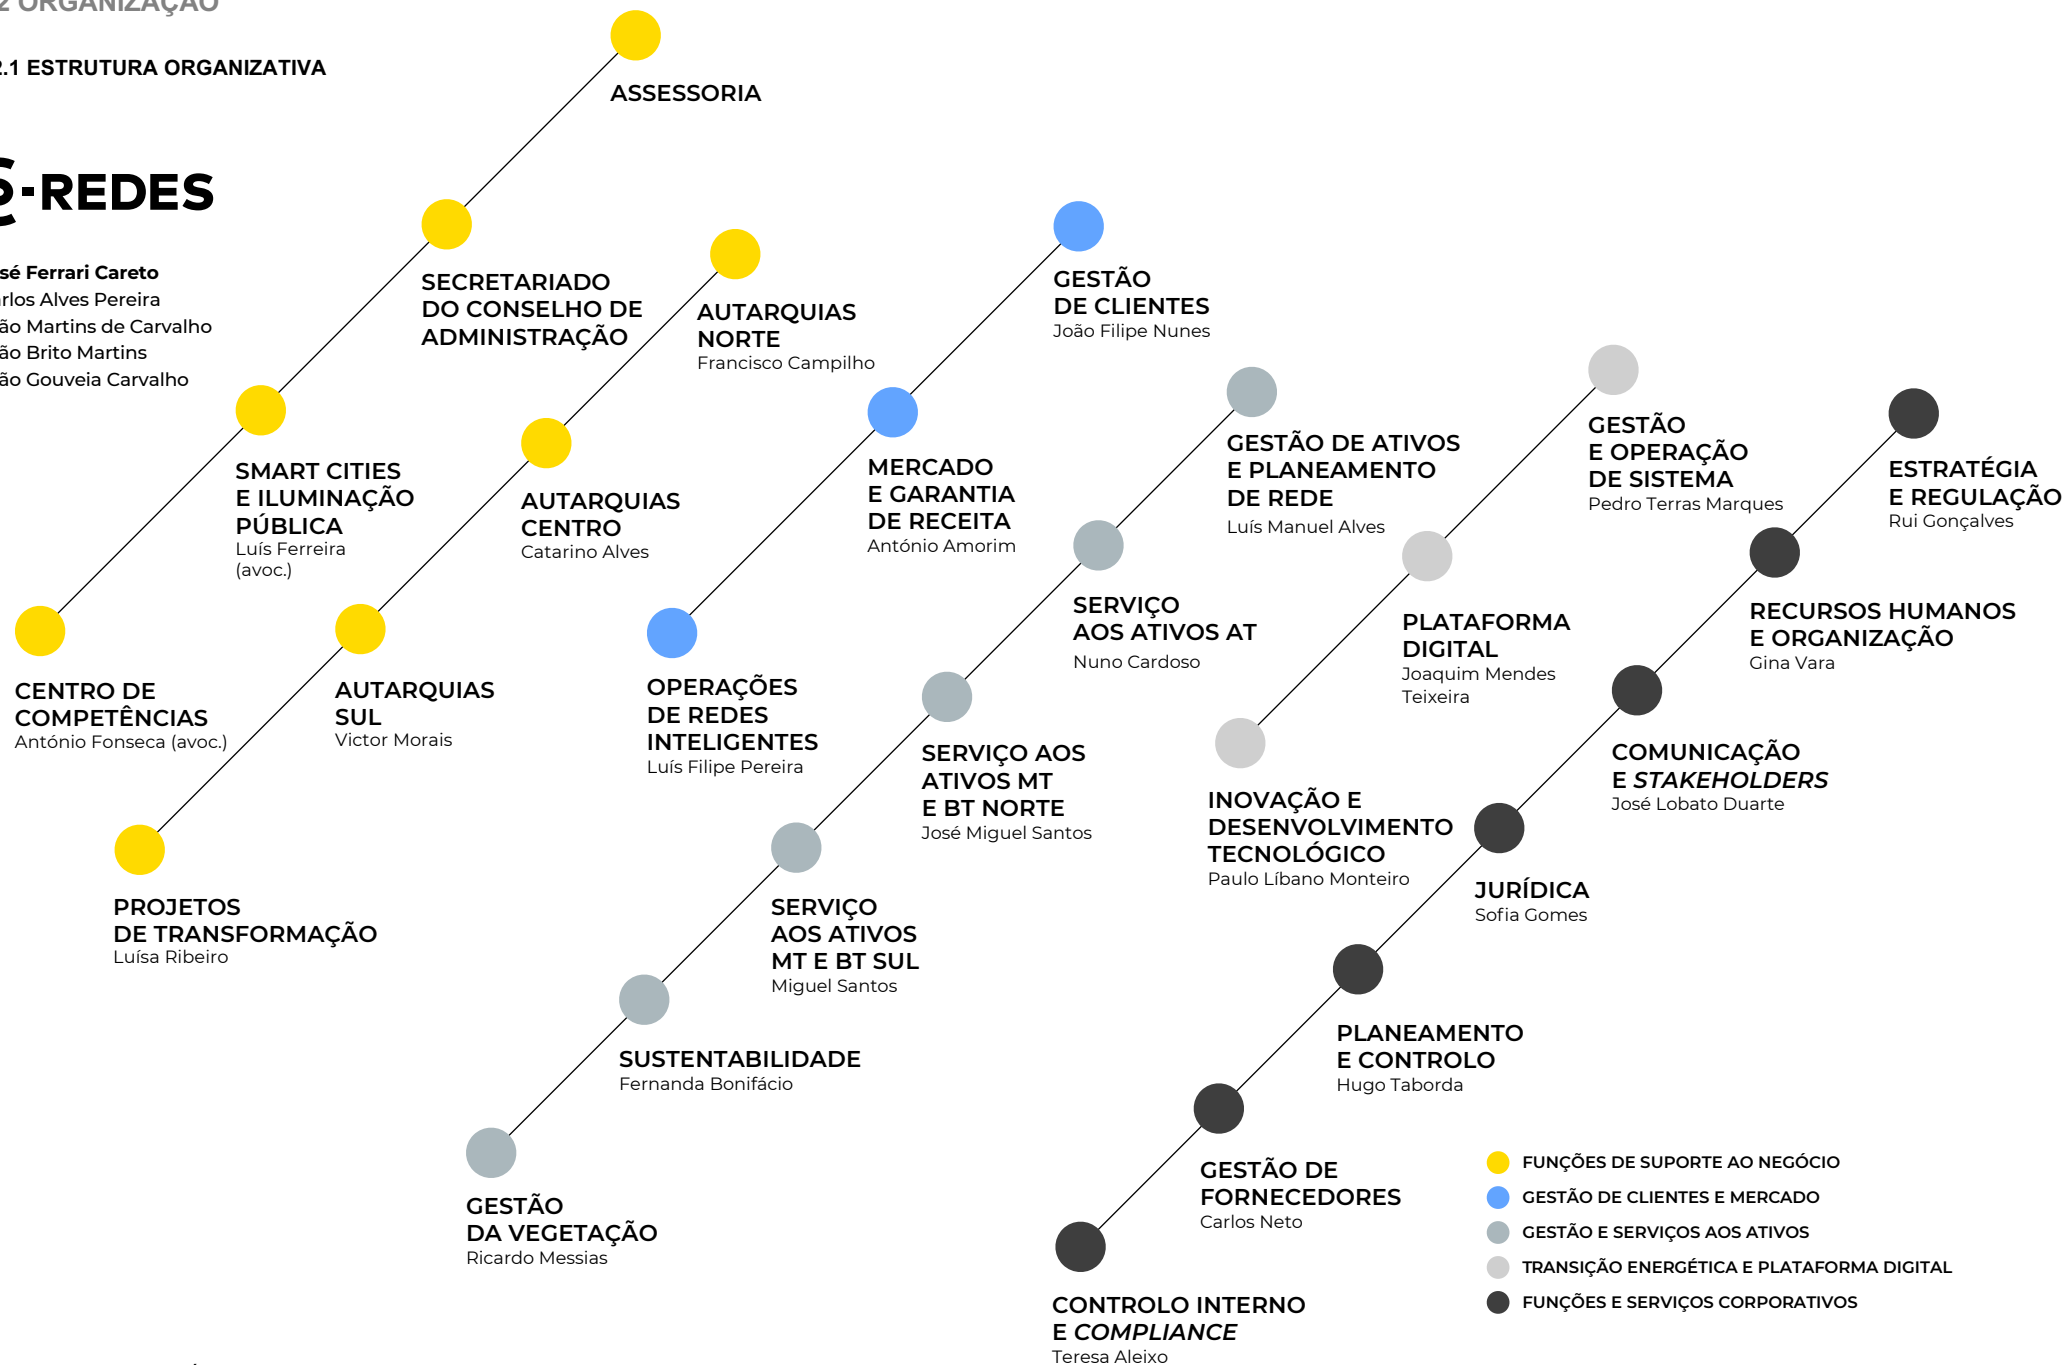 2 ORGANIZAÇÃO
2.1 ESTRUTURA ORGANIZATIVA
-REDES
sé Ferrari Careto
rlos Alves Pereira
ão Martins de Carvalho
ão Brito Martins
ão Gouveia Carvalho
ASSESSORIA
SECRETARIADO
DO CONSELHO DE
ADMINISTRAÇÃO
SMART CITIES
E ILUMINAÇÃO
PÚBLICA
Luís Ferreira
(avoc.)
CENTRO DE
COMPETÊNCIAS
António Fonseca (avoc.)
AUTARQUIAS
NORTE
Francisco Campilho
AUTARQUIAS
CENTRO
Catarino Alves
AUTARQUIAS
SUL
Victor Morais
PROJETOS
DE TRANSFORMAÇÃO
Luísa Ribeiro
GESTÃO
DE CLIENTES
João Filipe Nunes
MERCADO
E GARANTIA
DE RECEITA
António Amorim
OPERAÇÕES
DE REDES
INTELIGENTES
Luís Filipe Pereira
GESTÃO DE ATIVOS
E PLANEAMENTO
DE REDE
Luís Manuel Alves
SERVIÇO
AOS ATIVOS AT
Nuno Cardoso
SERVIÇO AOS
ATIVOS MT
E BT NORTE
José Miguel Santos
SERVIÇO
AOS ATIVOS
MT E BT SUL
Miguel Santos
SUSTENTABILIDADE
Fernanda Bonifácio
GESTÃO
DA VEGETAÇÃO
Ricardo Messias
GESTÃO
E OPERAÇÃO
DE SISTEMA
Pedro Terras Marques
PLATAFORMA
DIGITAL
Joaquim Mendes
Teixeira
INOVAÇÃO E
DESENVOLVIMENTO
TECNOLÓGICO
Paulo Líbano Monteiro
ESTRATÉGIA
E REGULAÇÃO
Rui Gonçalves
RECURSOS HUMANOS
E ORGANIZAÇÃO
Gina Vara
COMUNICAÇÃO
E STAKEHOLDERS
José Lobato Duarte
JURÍDICA
Sofia Gomes
PLANEAMENTO
E CONTROLO
Hugo Taborda
GESTÃO DE
FORNECEDORES
Carlos Neto
CONTROLO INTERNO
E COMPLIANCE
Teresa Aleixo
FUNÇÕES DE SUPORTE AO NEGÓCIO
GESTÃO DE CLIENTES E MERCADO
GESTÃO E SERVIÇOS AOS ATIVOS
TRANSIÇÃO ENERGÉTICA E PLATAFORMA DIGITAL
FUNÇÕES E SERVIÇOS CORPORATIVOS